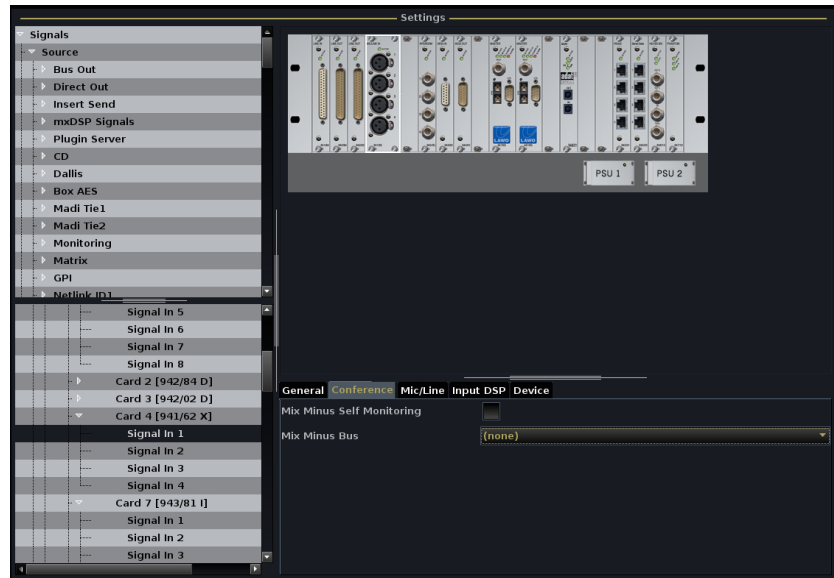 Settings
Signals
Source
Bus Out
Direct Out
Insert Send
mxDSP Signals
Plugin Server
CD
Dallis
Box AES
Madi Tie1
Madi Tie2
Monitoring
Matrix
GPI
Netlink ID1
Signal In 5
Signal In 6
Signal In 7
Signal In 8
Card 2 [942/84 D]
Card 3 [942/02 D]
Card 4 [941/62 X]
Signal In 1
Signal In 2
Signal In 3
Signal In 4
Card 7 [943/81 I]
Signal In 1
Signal In 2
Signal In 3
LAWO
LAWO
PSU 1
PSU 2
General Conference Mic/Line Input DSP Device
Mix Minus Self Monitoring
Mix Minus Bus
(none)